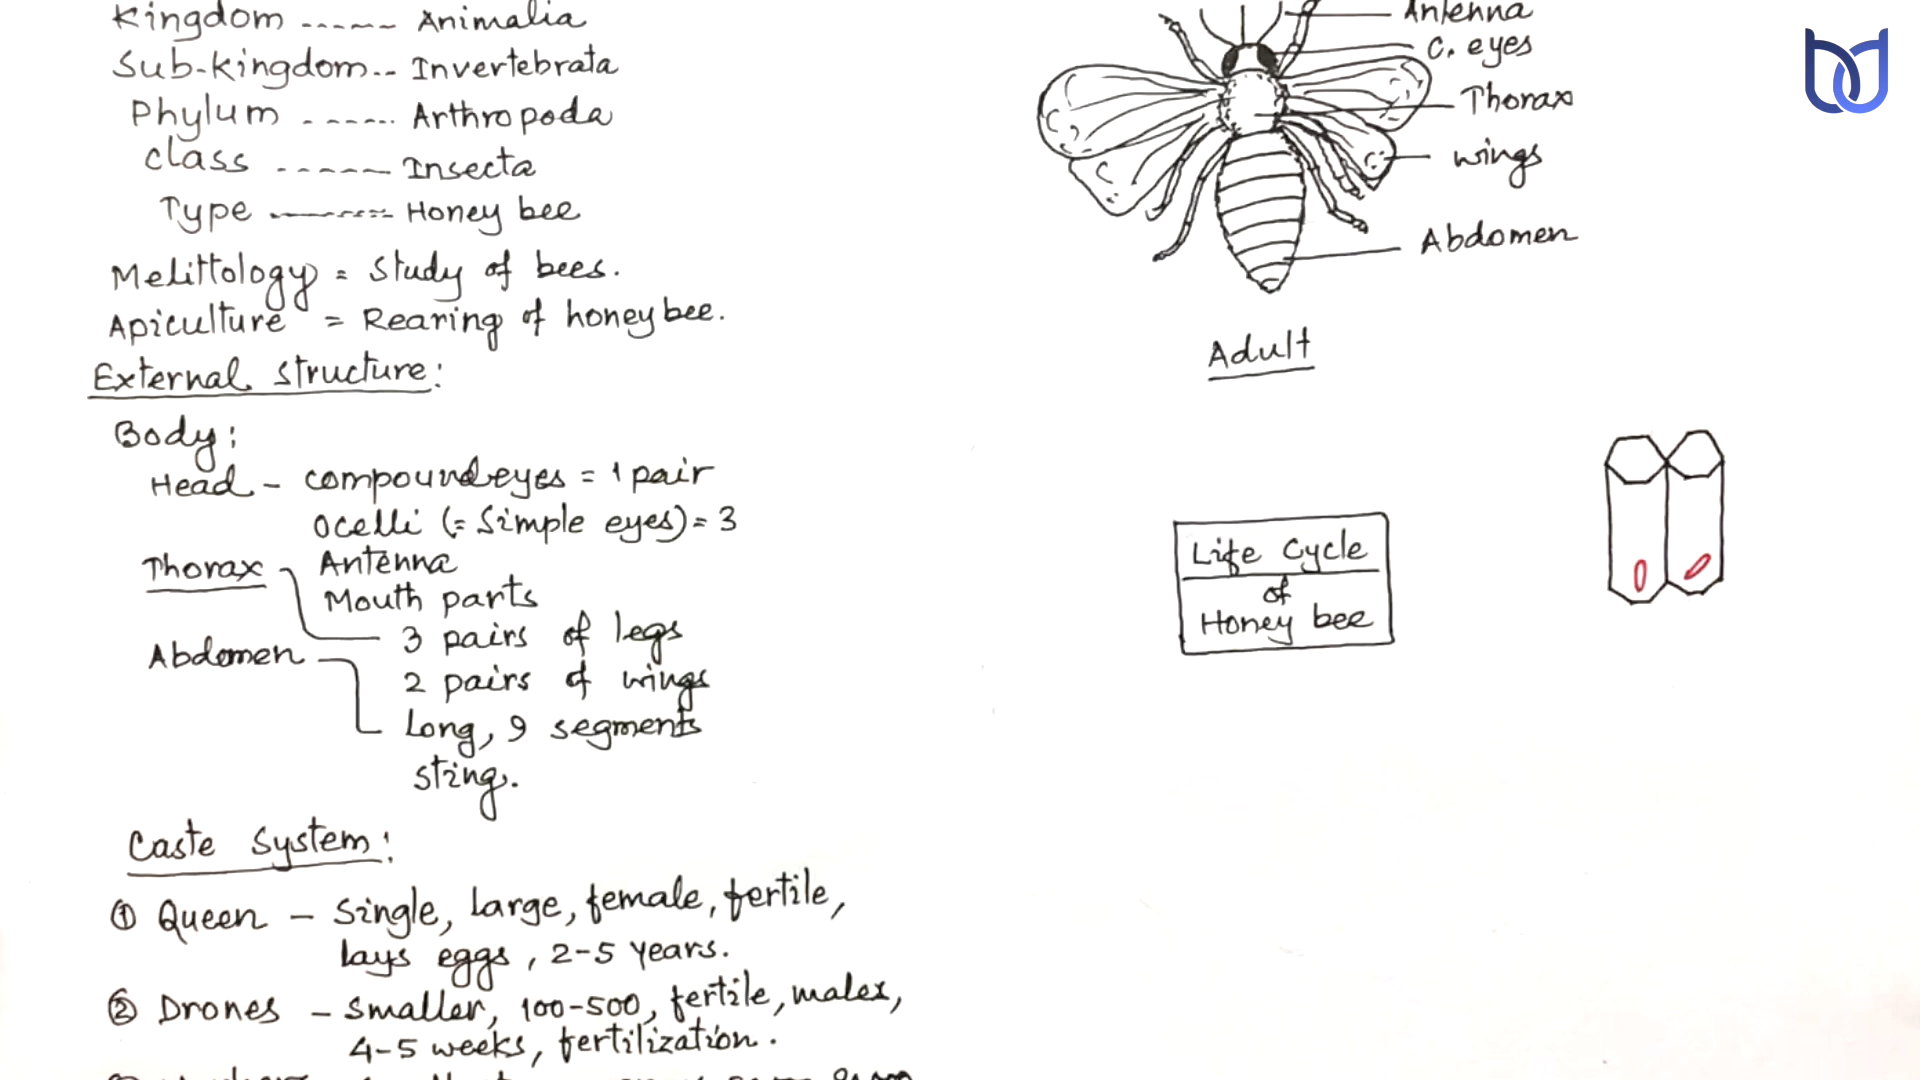 Kingdom ------ Animalia
Sub-kingdom -- Invertebrata
Phylum ------ Arthropoda
class ------ Insecta
Type ------ Honey bee
Melittology = Study of bees.
Apiculture = Rearing of honeybee.
External structure:
Body:
Head - compound eyes = 1 pair
Ocelli (= Simple eyes) = 3
Thorax
Antenna
Mouth parts
3 pairs of legs
Abdomen
2 pairs of wings
Long, 9 segments
sting.
Caste System:
① Queen - Single, large, female, fertile,
lays eggs, 2-5 years.
② Drones - Smaller, 100-500, fertile, males,
4-5 weeks, fertilization.
Antenna
C. eyes
Thorax
wings
Abdomen
Adult
Life Cycle
of
Honey bee